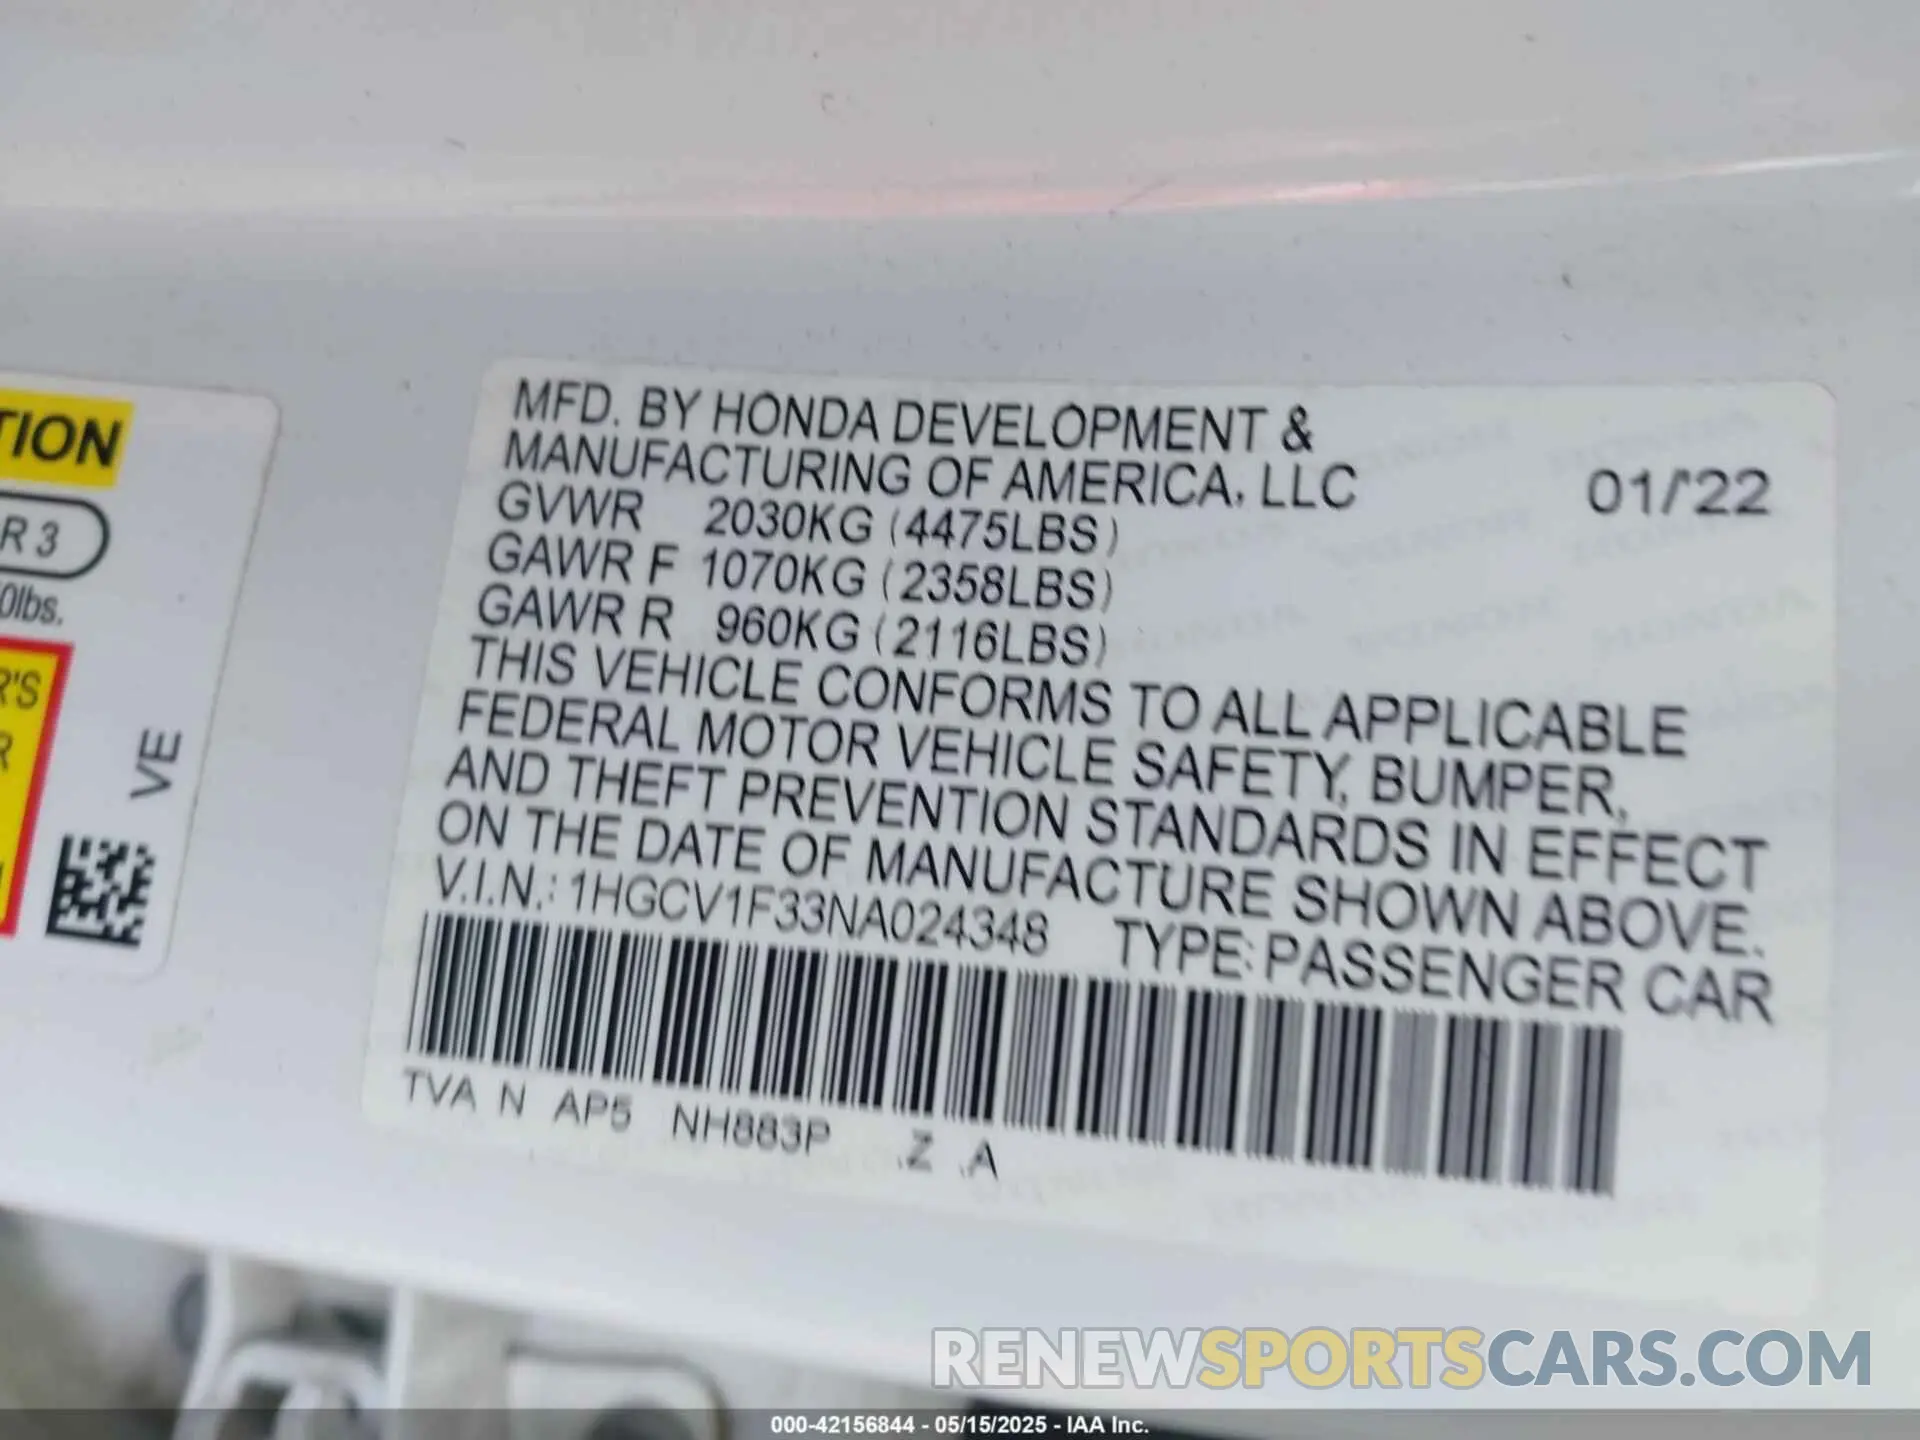 TION
R 3
0lbs.
R'S
R
VE
MFD. BY HONDA DEVELOPMENT &
MANUFACTURING OF AMERICA, LLC
01/'22
GVWR 2030KG (4475LBS)
GAWR F 1070KG (2358LBS)
GAWR R 960KG (2116LBS)
THIS VEHICLE CONFORMS TO ALL APPLICABLE
FEDERAL MOTOR VEHICLE SAFETY, BUMPER,
AND THEFT PREVENTION STANDARDS IN EFFECT
ON THE DATE OF MANUFACTURE SHOWN ABOVE.
V.I.N.: 1HGCV1F33NA024348 TYPE: PASSENGER CAR
TVA N AP5 NH883P .Z .A
RENEWSPORTSCARS.COM
000-42156844 - 05/15/2025 - IAA Inc.